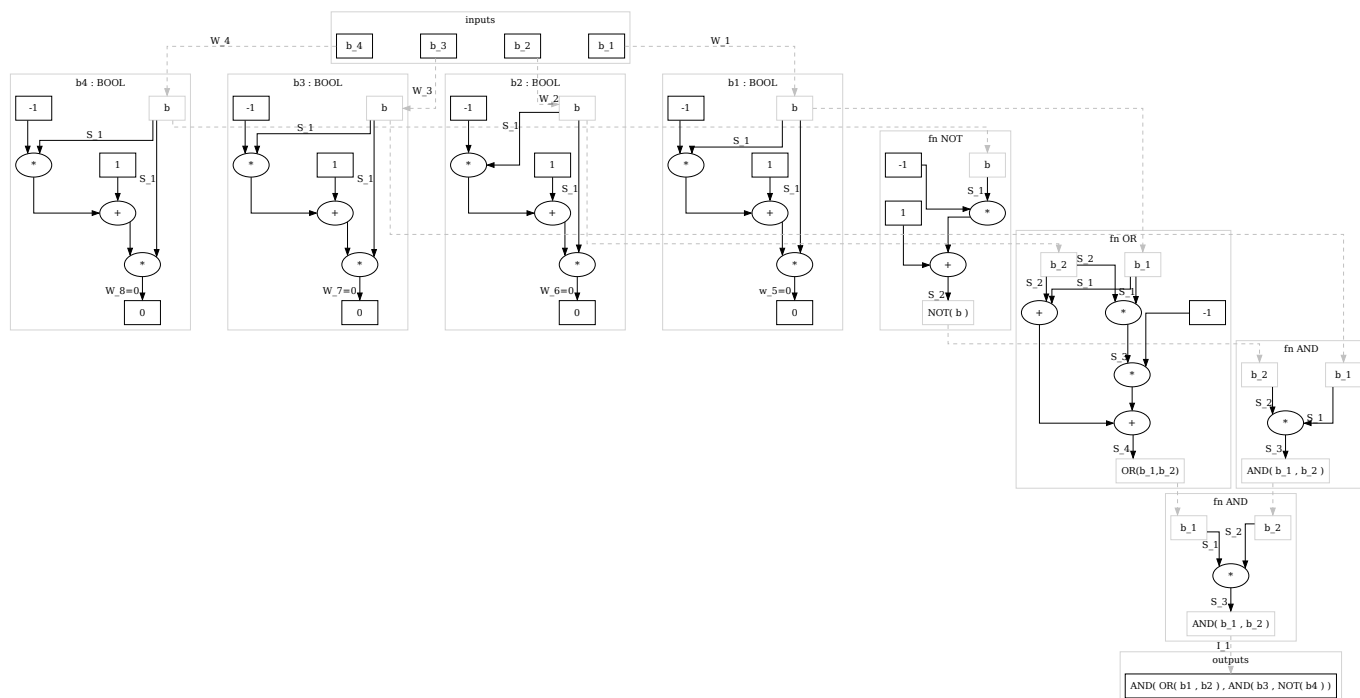 inputs
b_4 b_3 b_2 b_1
W_4 W_1
b4 : BOOL b3 : BOOL b2 : BOOL b1 : BOOL
W_3 W_2
-1 b -1 b -1 b -1 b
S_1 S_1 S_1 S_1
fn NOT
* 1 * 1 * 1 * 1 -1 b
S_1 S_1 S_1 S_1 S_1
+ + + + 1 *
fn OR
* * * * + b_2 S_2 b_1
S_2 S_1 S_1
W_8=0 W_7=0 W_6=0 w_5=0 S_2
0 0 0 0 NOT( b ) + * -1
fn AND
S_3
* b_2 b_1
S_2 S_1
+ *
S_4 S_3
OR(b_1,b_2) AND( b_1 , b_2 )
fn AND
b_1 b_2
S_1 S_2
*
S_3
AND( b_1 , b_2 )
I_1
outputs
AND( OR( b1 , b2 ) , AND( b3 , NOT( b4 ) ) )